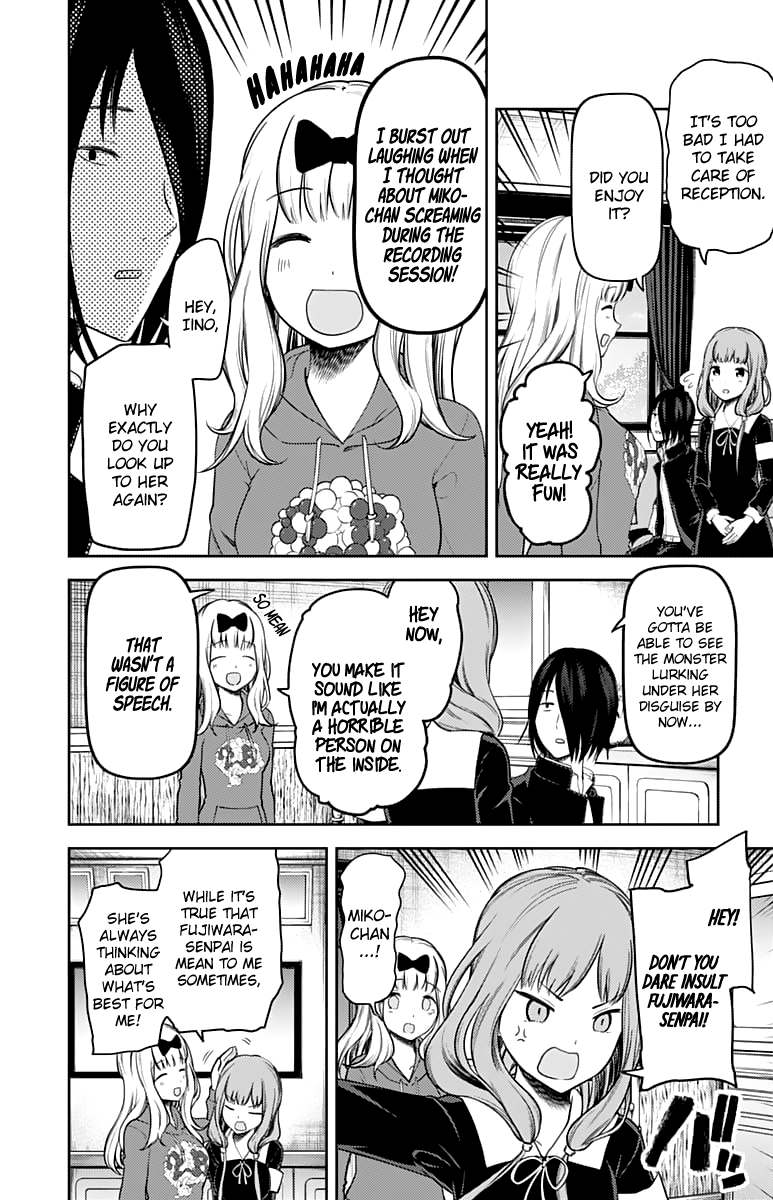 IT'S TOO
BAD I HAD
TO TAKE
CARE OF
RECEPTION.
DID YOU
ENJOY
IT?
YEAH!
IT WAS
REALLY
FUN!
HAHAHAHA
I BURST OUT
LAUGHING WHEN
I THOUGHT
ABOUT MIKO-
CHAN SCREAMING
DURING THE
RECORDING
SESSION!
HEY,
IINO,
WHY
EXACTLY
DO YOU
LOOK UP
TO HER
AGAIN?
YOU'VE
GOTTA BE
ABLE TO SEE
THE MONSTER
LURKING
UNDER HER
DISGUISE BY
NOW...
HEY
NOW,
YOU MAKE IT
SOUND LIKE
I'M ACTUALLY
A HORRIBLE
PERSON ON
THE INSIDE.
SO MEAN
THAT
WASN'T A
FIGURE OF
SPEECH.
HEY!
DON'T YOU
DARE INSULT
FUJIWARA-
SENPAI!
バッ
MIKO-
CHAN
...!
WHILE IT'S
TRUE THAT
FUJIWARA-
SENPAI IS
MEAN TO ME
SOMETIMES,
SHE'S
ALWAYS
THINKING
ABOUT
WHAT'S
BEST FOR
ME!